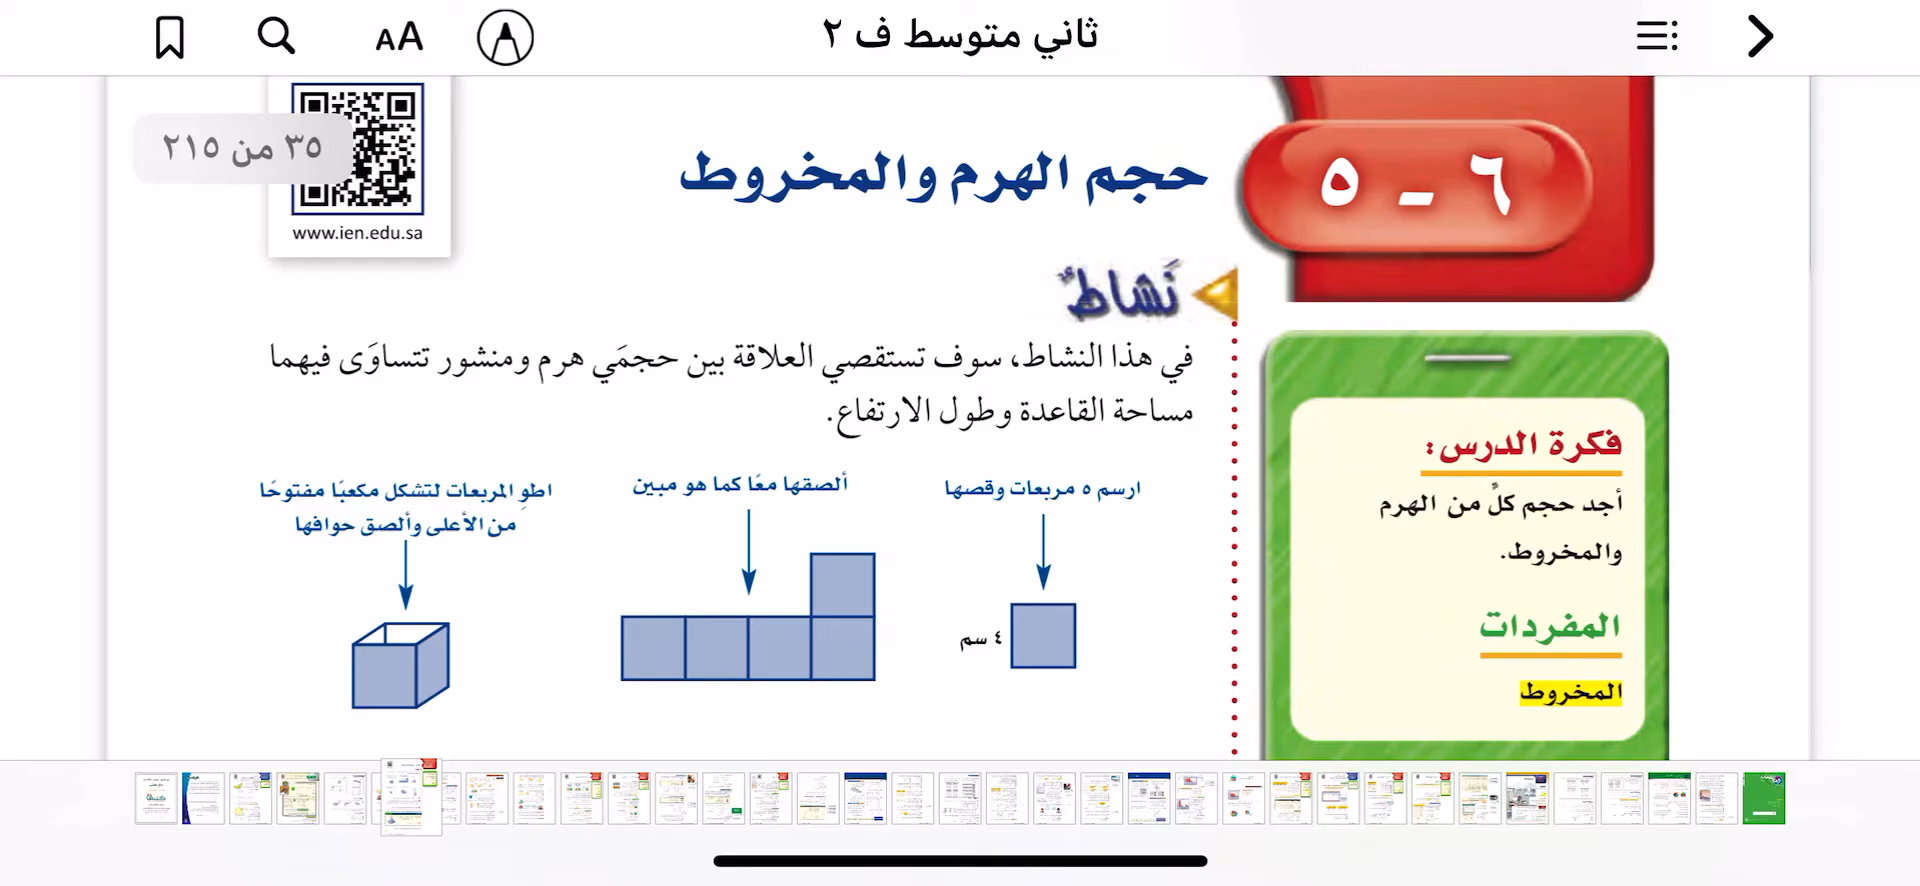 ثاني متوسط ف ٢
AA
٣٥ من ٢١٥
www.ien.edu.sa
٦ - ٥
حجم الهرم والمخروط
نَشاطٌ
في هذا النشاط، سوف تستقصي العلاقة بين حجمَي هرم ومنشور تتساوَى فيهما
مساحة القاعدة وطول الارتفاع.
ارسم ٥ مربعات وقصها
ألصقها معًا كما هو مبين
اطوِ المربعات لتشكل مكعبًا مفتوحًا
من الأعلى وألصق حوافها
٤ سم
فكرة الدرس:
أجد حجم كلٍّ من الهرم
والمخروط.
المفردات
المخروط